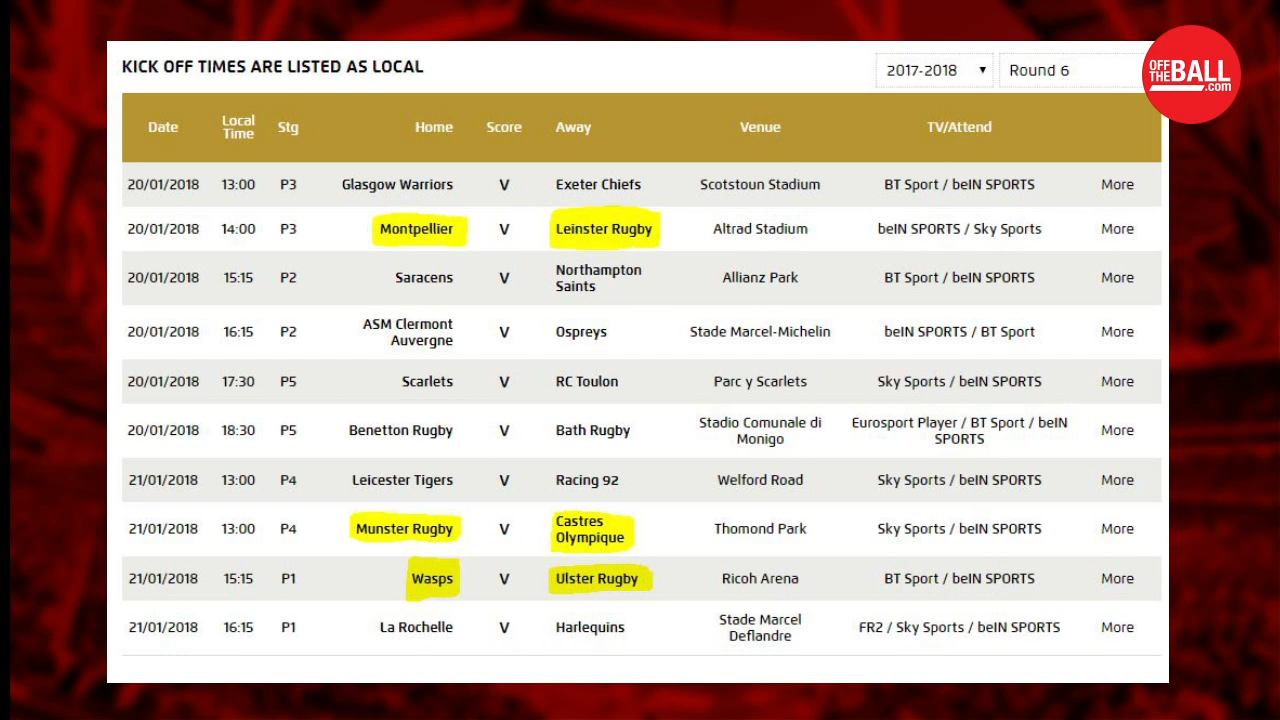 KICK OFF TIMES ARE LISTED AS LOCAL
2017-2018 ▼ Round 6
OFF THE BALL .com
Date Local Time Stg Home Score Away Venue TV/Attend
20/01/2018 13:00 P3 Glasgow Warriors V Exeter Chiefs Scotstoun Stadium BT Sport / beIN SPORTS More
20/01/2018 14:00 P3 Montpellier V Leinster Rugby Altrad Stadium beIN SPORTS / Sky Sports More
20/01/2018 15:15 P2 Saracens V Northampton Saints Allianz Park BT Sport / beIN SPORTS More
20/01/2018 16:15 P2 ASM Clermont Auvergne V Ospreys Stade Marcel-Michelin beIN SPORTS / BT Sport More
20/01/2018 17:30 P5 Scarlets V RC Toulon Parc y Scarlets Sky Sports / beIN SPORTS More
20/01/2018 18:30 P5 Benetton Rugby V Bath Rugby Stadio Comunale di Monigo Eurosport Player / BT Sport / beIN SPORTS More
21/01/2018 13:00 P4 Leicester Tigers V Racing 92 Welford Road Sky Sports / beIN SPORTS More
21/01/2018 13:00 P4 Munster Rugby V Castres Olympique Thomond Park Sky Sports / beIN SPORTS More
21/01/2018 15:15 P1 Wasps V Ulster Rugby Ricoh Arena BT Sport / beIN SPORTS More
21/01/2018 16:15 P1 La Rochelle V Harlequins Stade Marcel Deflandre FR2 / Sky Sports / beIN SPORTS More